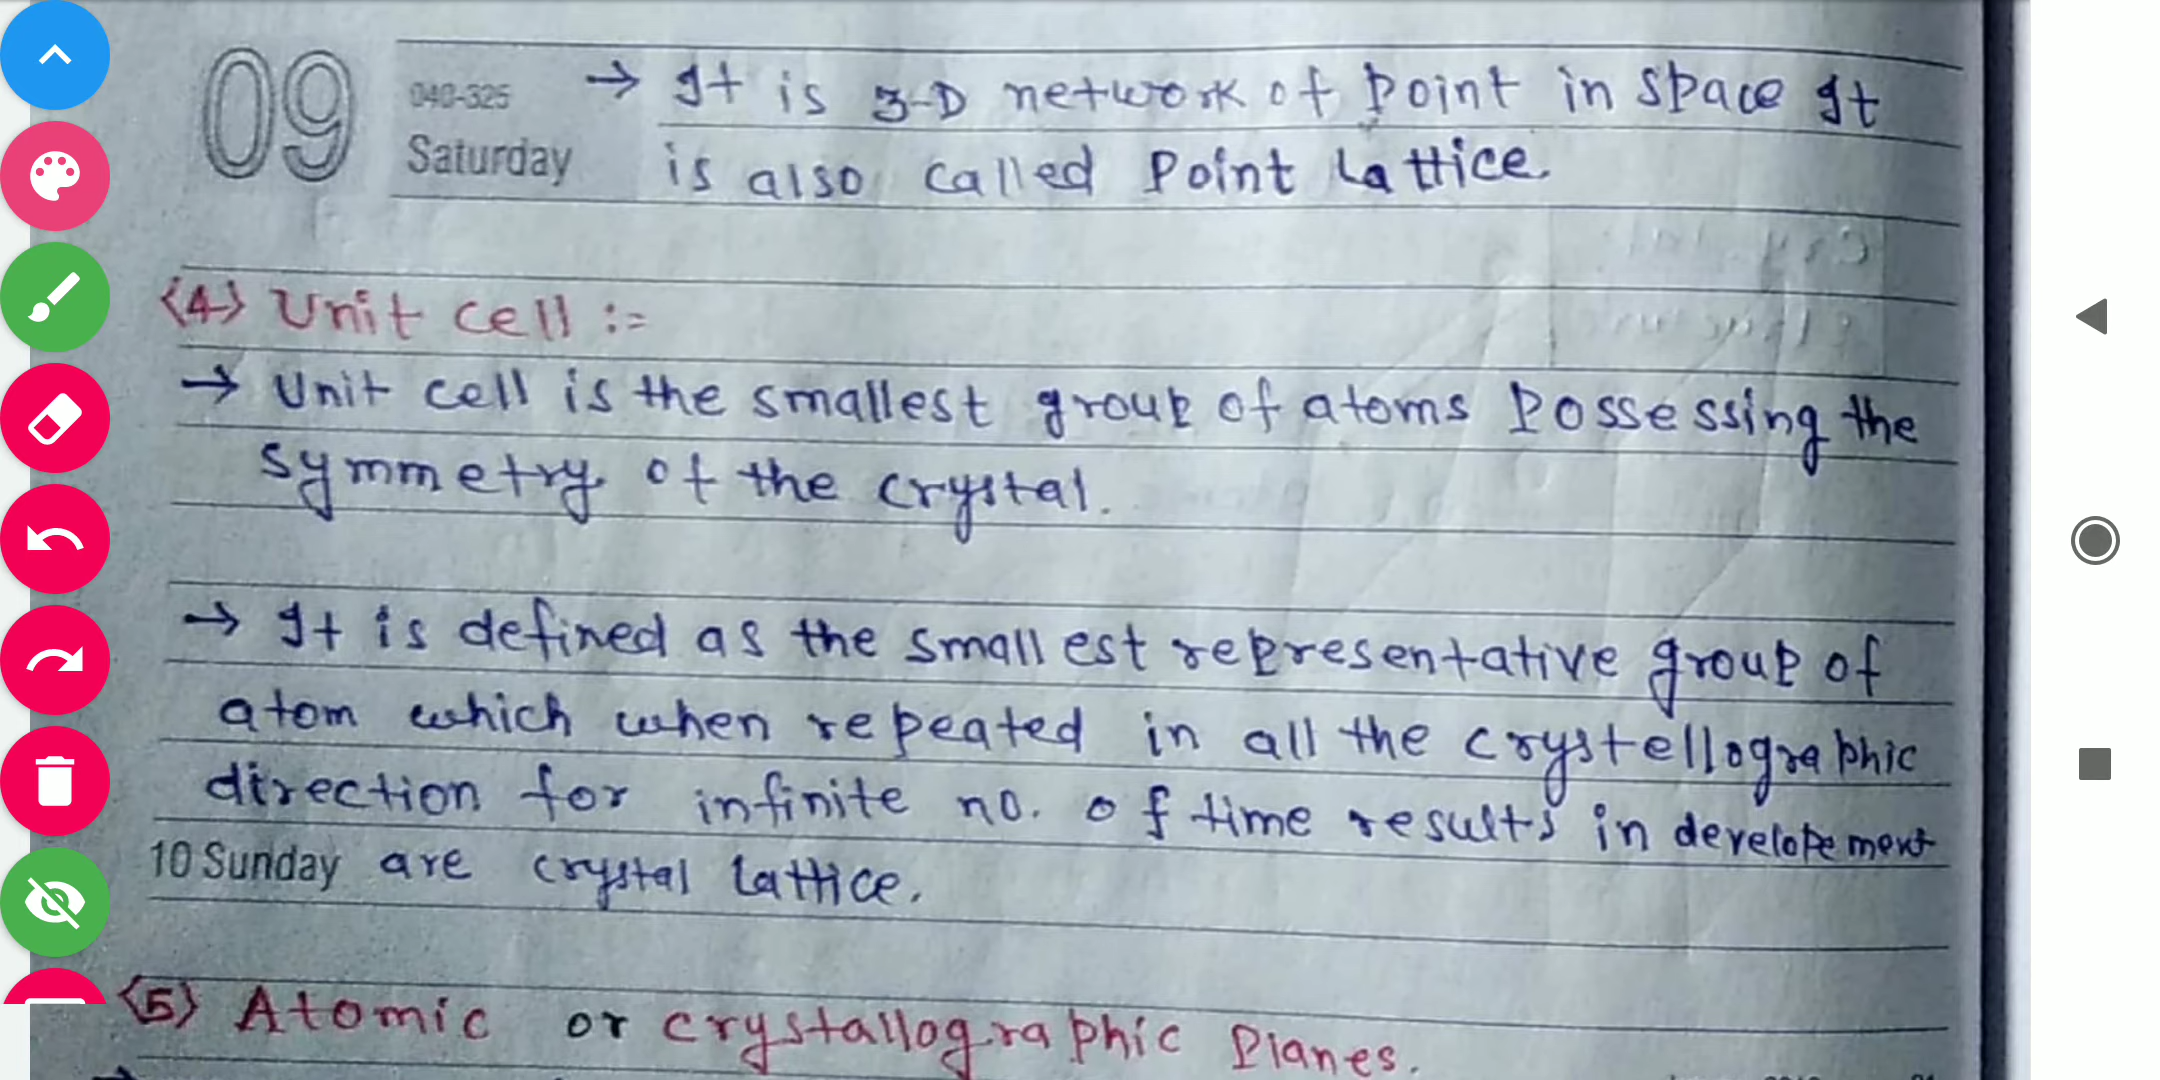 09
040-325
Saturday
→ It is 3-D network of point in space It
is also called Point Lattice.
(4) Unit cell :=
→ Unit cell is the smallest group of atoms Possessing the
symmetry of the crystal.
→ It is defined as the smallest representative group of
atom which when repeated in all the crystellographic
direction for infinite no. of time results in developement
10 Sunday are crystal Lattice.
(5) Atomic or crystallographic Planes.